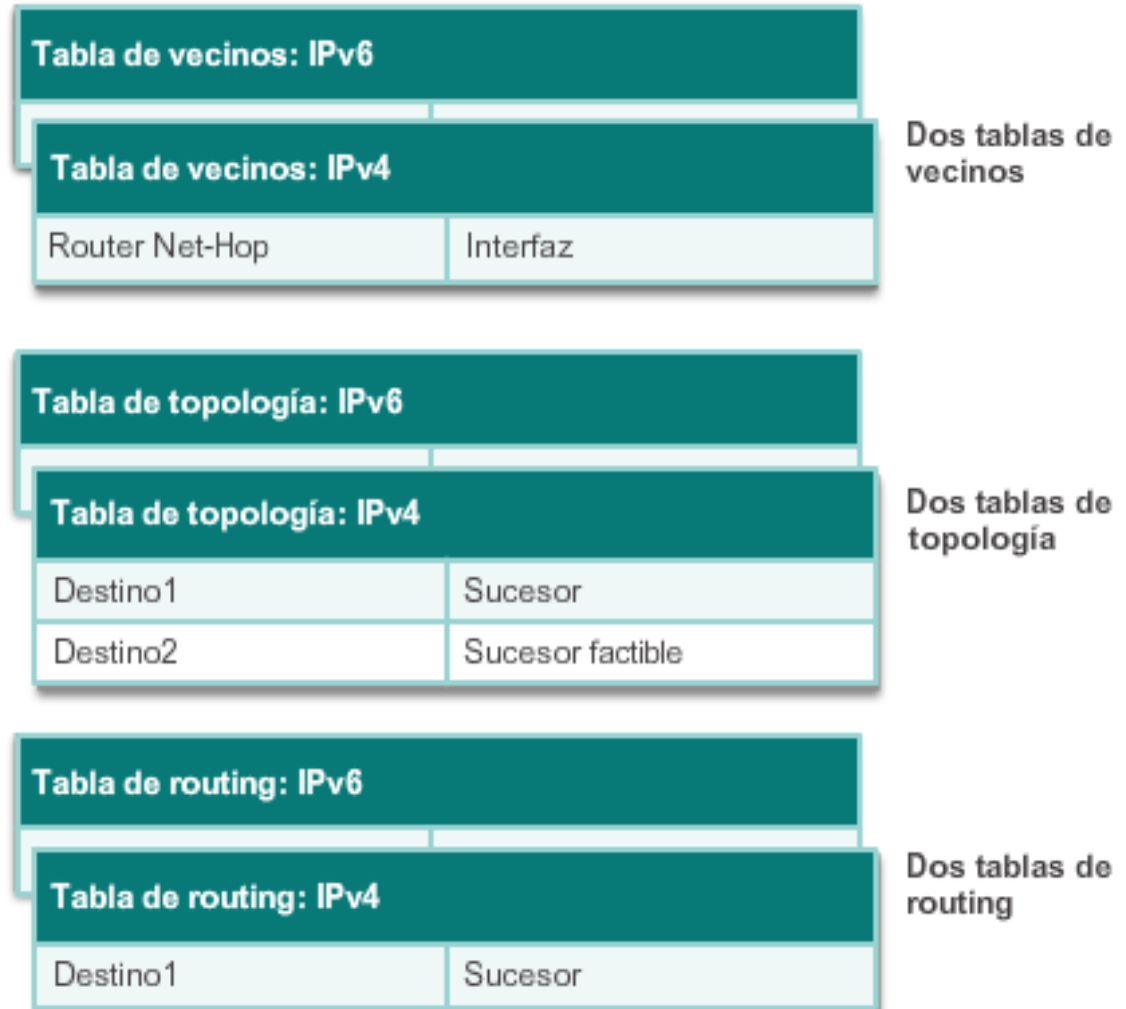 Tabla de vecinos: IPv6
Tabla de vecinos: IPv4
Router Net-Hop
Interfaz
Dos tablas de
vecinos
Tabla de topología: IPv6
Tabla de topología: IPv4
Destino1
Sucesor
Destino2
Sucesor factible
Dos tablas de
topología
Tabla de routing: IPv6
Tabla de routing: IPv4
Destino1
Sucesor
Dos tablas de
routing